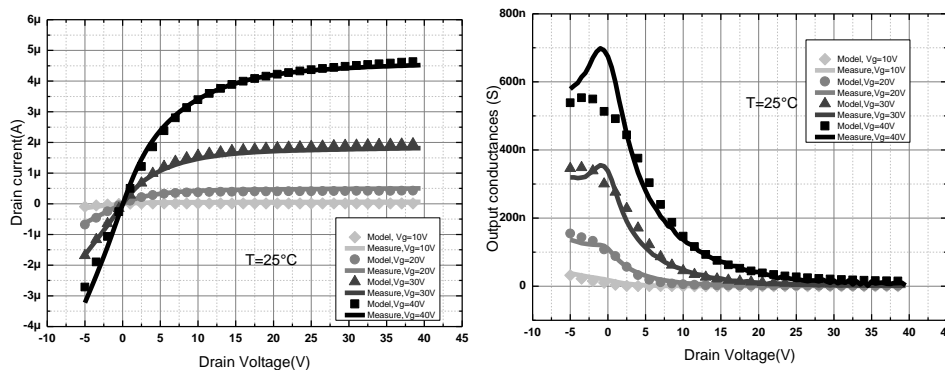 6µ
5µ
4µ
3µ
2µ
1µ
0
-1µ
-2µ
-3µ
-4µ
Drain current(A)
T=25°C
Model, Vg=10V
Measure,Vg=10V
Model, Vg=20V
Measure,Vg=20V
Model,Vg=30V
Measure,Vg=30V
Model,Vg=40V
Measure,Vg=40V
-10 -5 0 5 10 15 20 25 30 35 40 45
Drain Voltage(V)
800n
600n
400n
200n
0
Output conductances (S)
T=25°C
Model, Vg=10V
Measure,Vg=10V
Model, Vg=20V
Measure,Vg=20V
Model,Vg=30V
Measure,Vg=30V
Model,Vg=40V
Measure,Vg=40V
-10 -5 0 5 10 15 20 25 30 35 40 45
Drain Voltage(V)